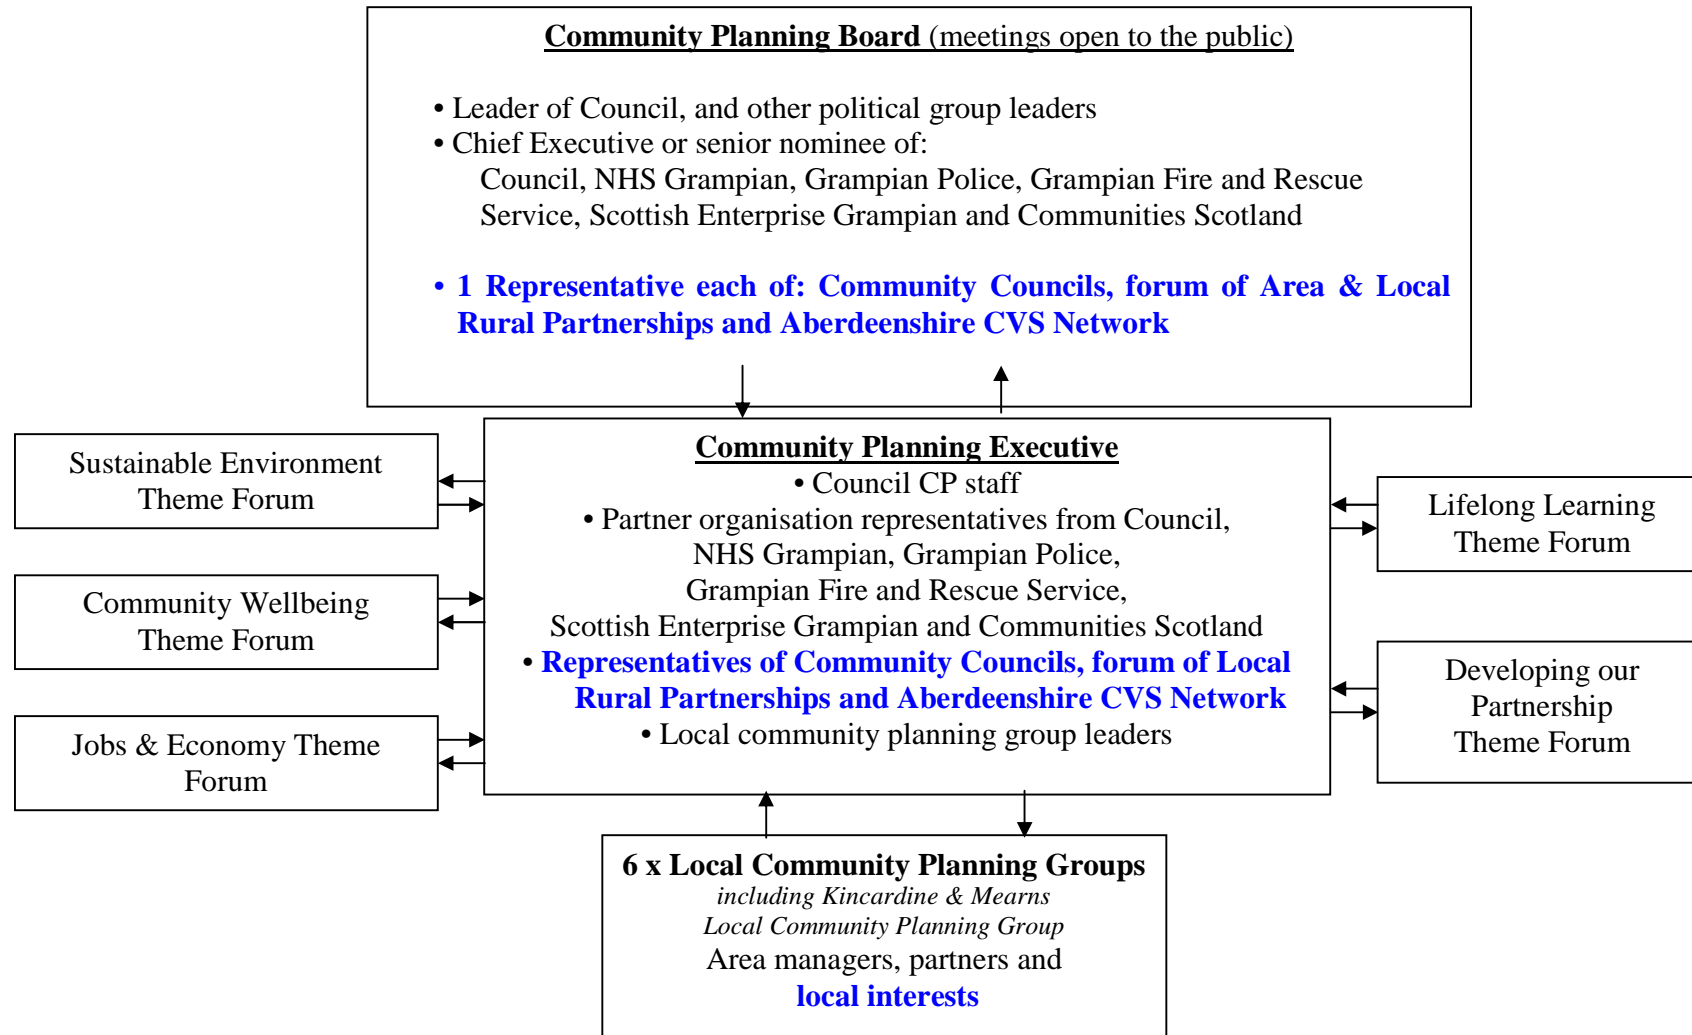 Community Planning Board (meetings open to the public)
• Leader of Council, and other political group leaders
• Chief Executive or senior nominee of:
Council, NHS Grampian, Grampian Police, Grampian Fire and Rescue
Service, Scottish Enterprise Grampian and Communities Scotland
• 1 Representative each of: Community Councils, forum of Area & Local
Rural Partnerships and Aberdeenshire CVS Network
Sustainable Environment
Theme Forum
Community Wellbeing
Theme Forum
Jobs & Economy Theme
Forum
Community Planning Executive
• Council CP staff
• Partner organisation representatives from Council,
NHS Grampian, Grampian Police,
Grampian Fire and Rescue Service,
Scottish Enterprise Grampian and Communities Scotland
• Representatives of Community Councils, forum of Local
Rural Partnerships and Aberdeenshire CVS Network
• Local community planning group leaders
Lifelong Learning
Theme Forum
Developing our
Partnership
Theme Forum
6 x Local Community Planning Groups
including Kincardine & Mearns
Local Community Planning Group
Area managers, partners and
local interests